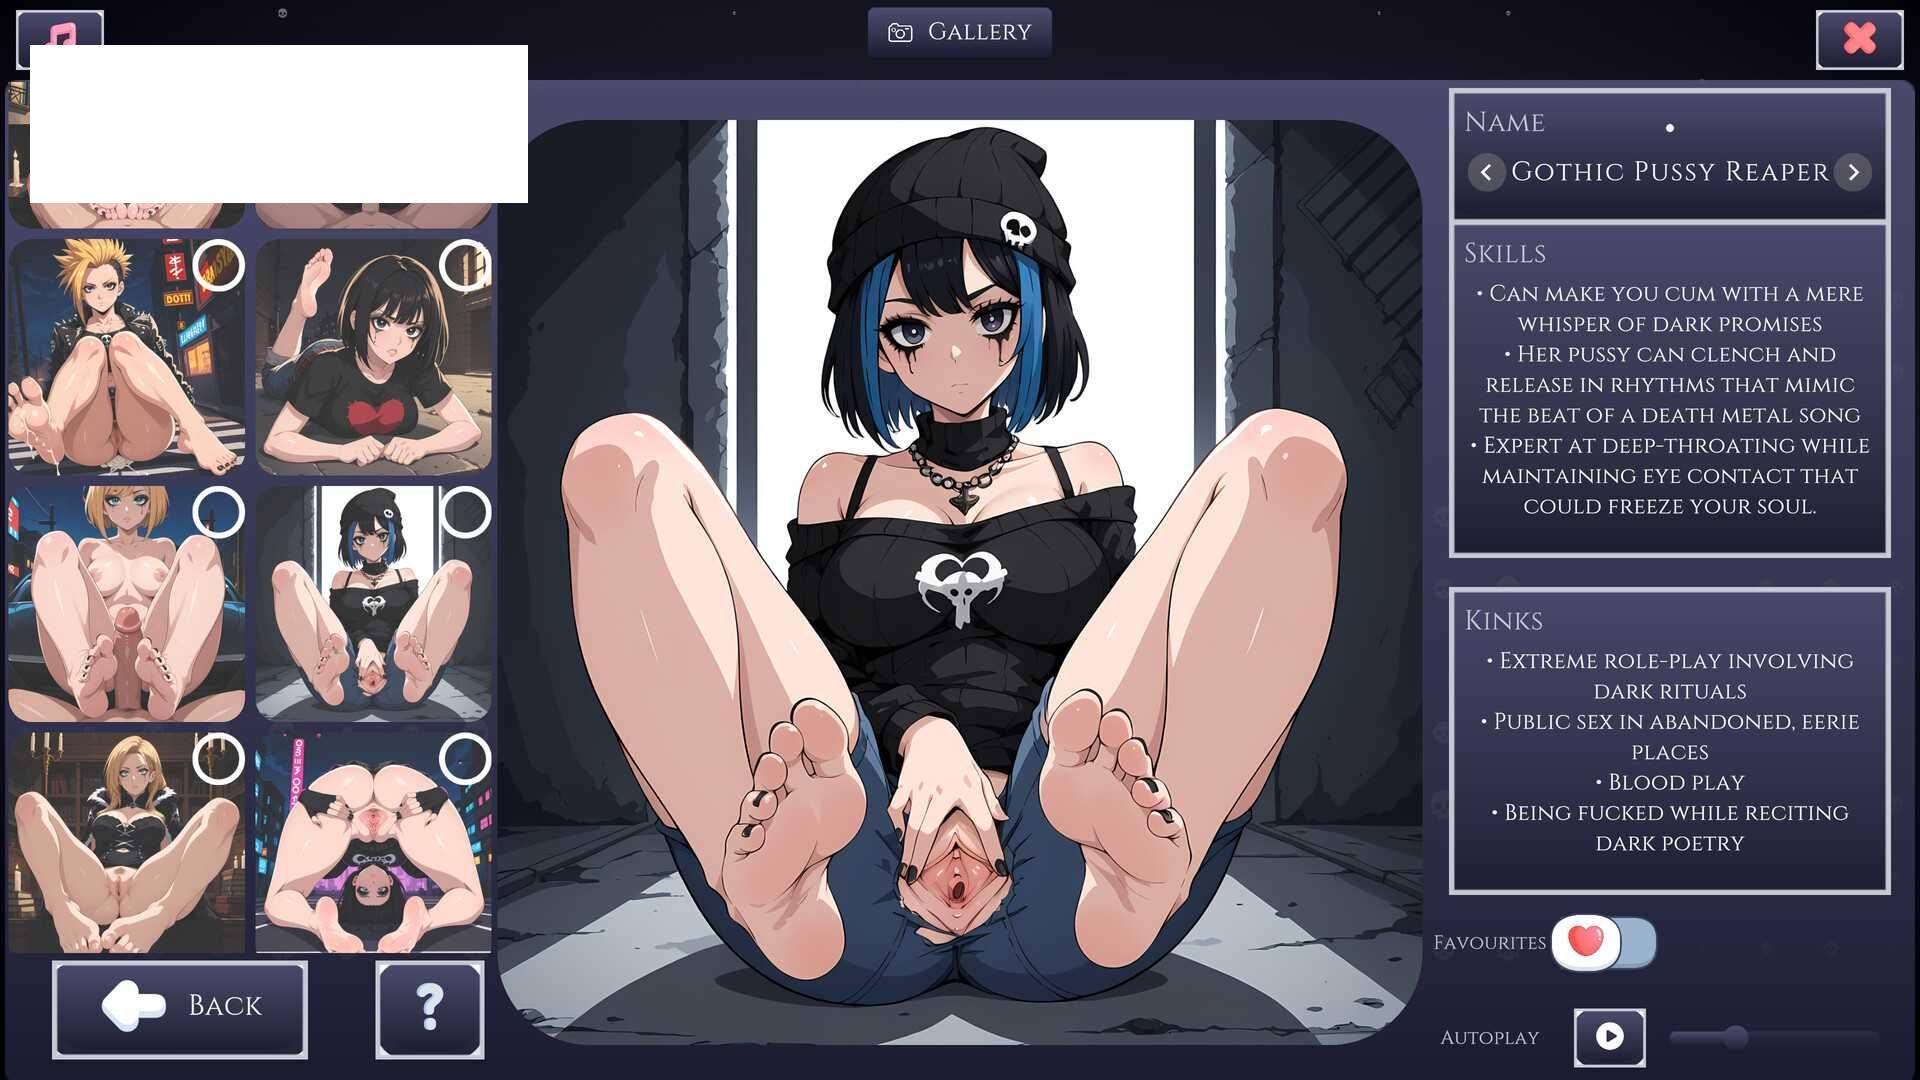 Gallery
Name
Gothic Pussy Reaper
Skills
• Can make you cum with a mere
whisper of dark promises
• Her pussy can clench and
release in rhythms that mimic
the beat of a death metal song
• Expert at deep-throating while
maintaining eye contact that
could freeze your soul.
Kinks
• Extreme role-play involving
dark rituals
• Public sex in abandoned, eerie
places
• Blood play
• Being fucked while reciting
dark poetry
Favourites
Autoplay
Back
?